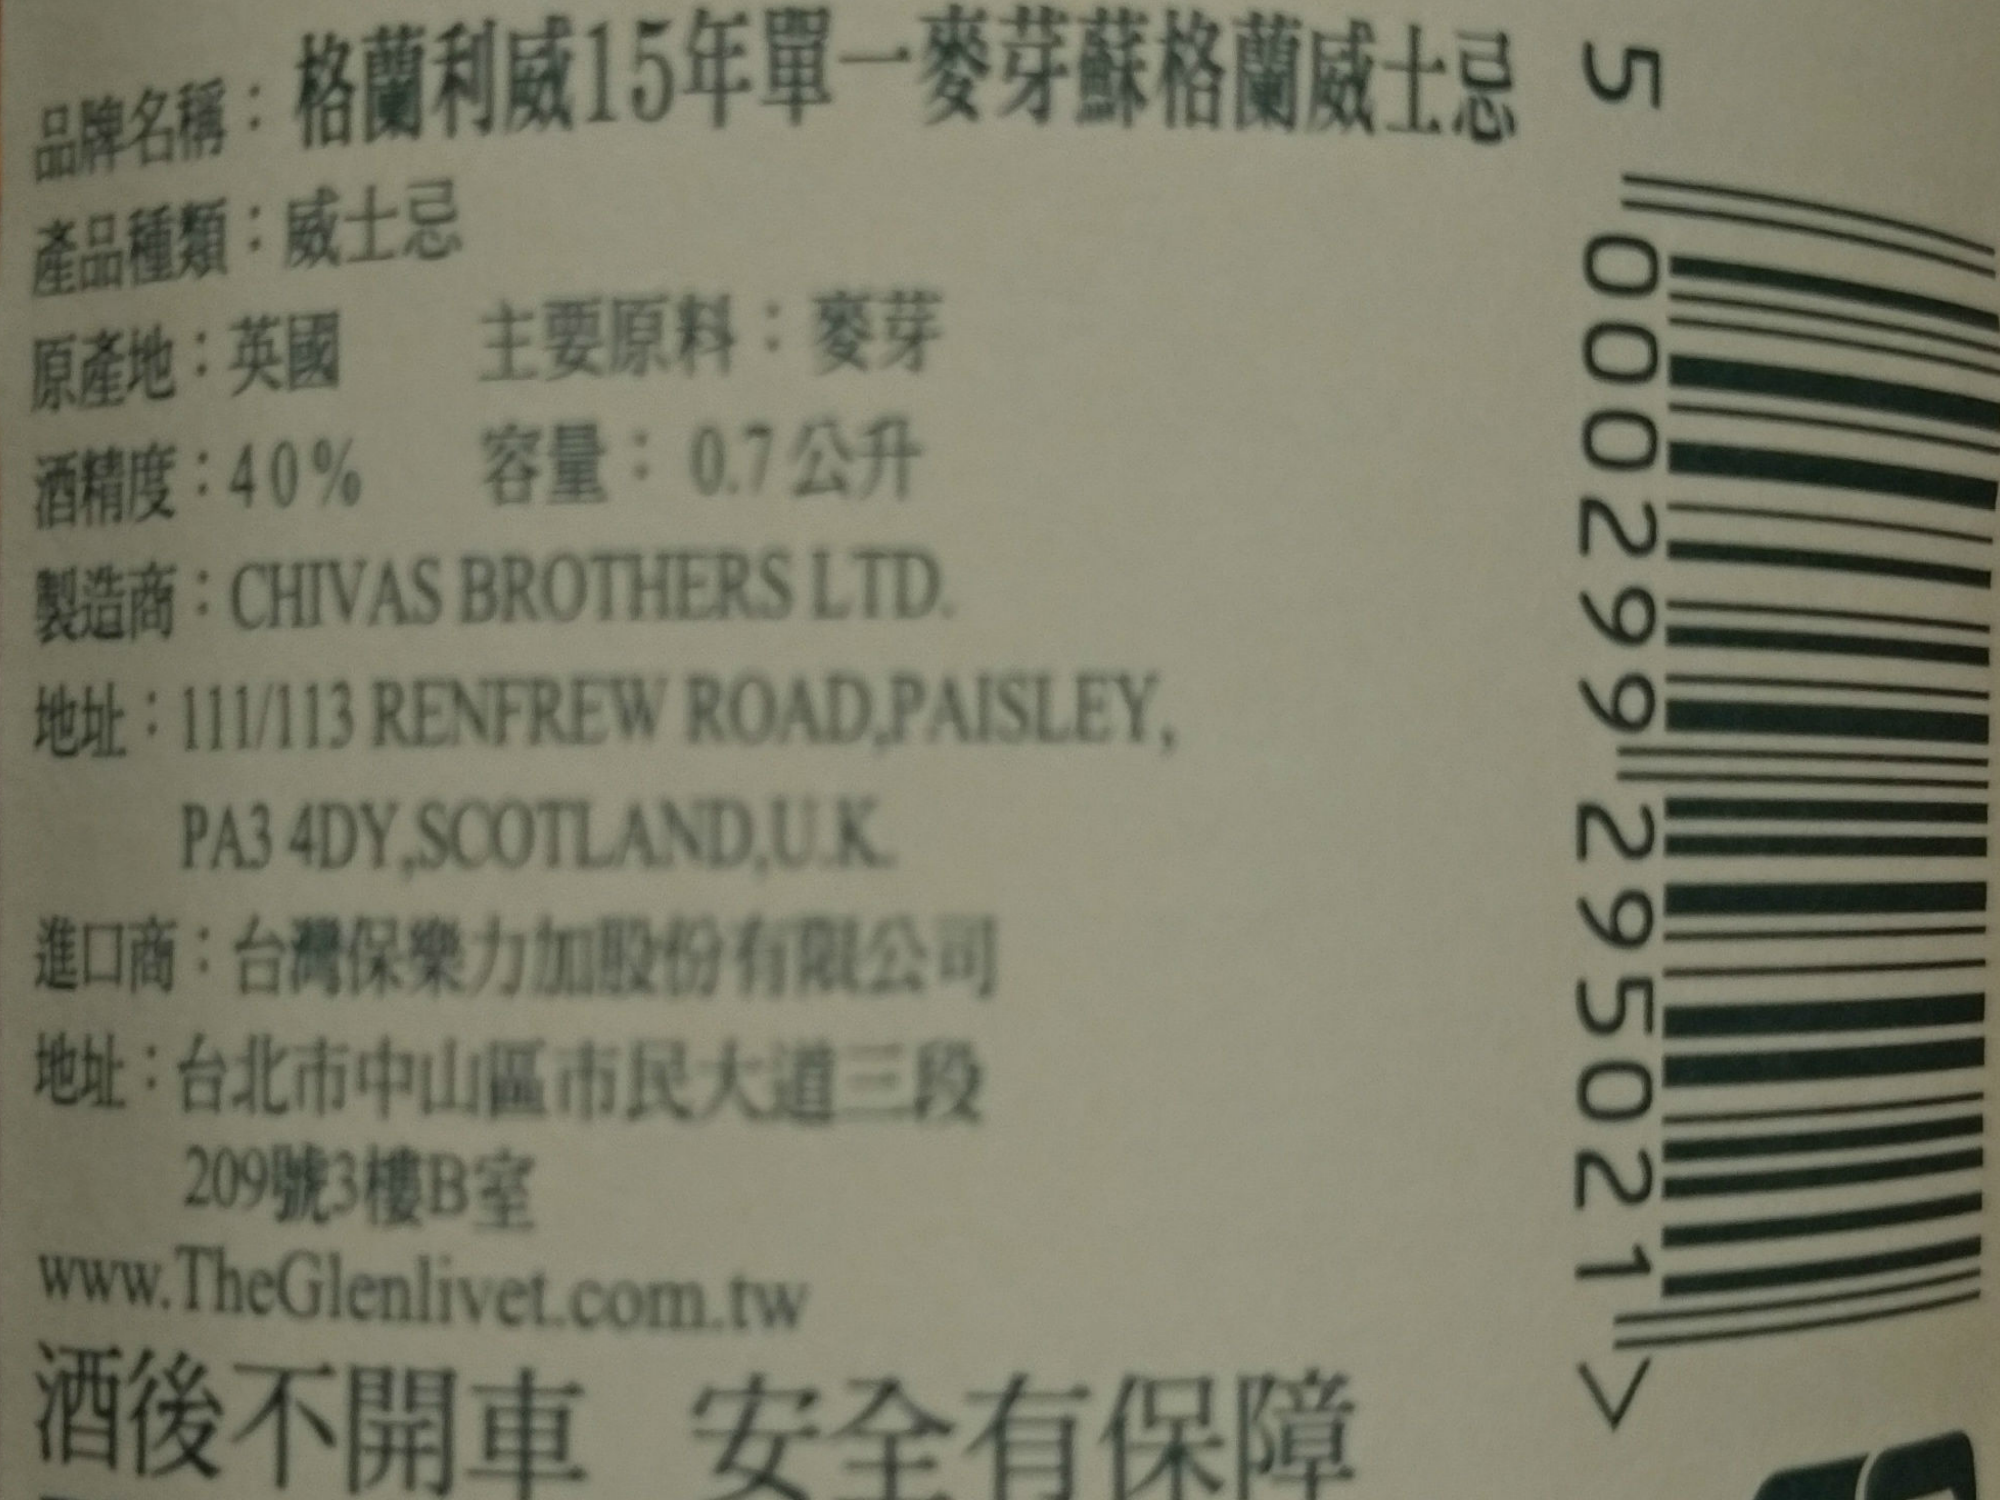 品牌名稱：格蘭利威15年單一麥芽蘇格蘭威士忌
產品種類：威士忌
原產地：英國 主要原料：麥芽
酒精度：40% 容量：0.7公升
製造商：CHIVAS BROTHERS LTD.
地址：111/113 RENFREW ROAD,PAISLEY,
PA3 4DY,SCOTLAND,U.K.
進口商：台灣保樂力加股份有限公司
地址：台北市中山區市民大道三段
209號3樓B室
www.TheGlenlivet.com.tw
酒後不開車 安全有保障
5 000299 295021 >